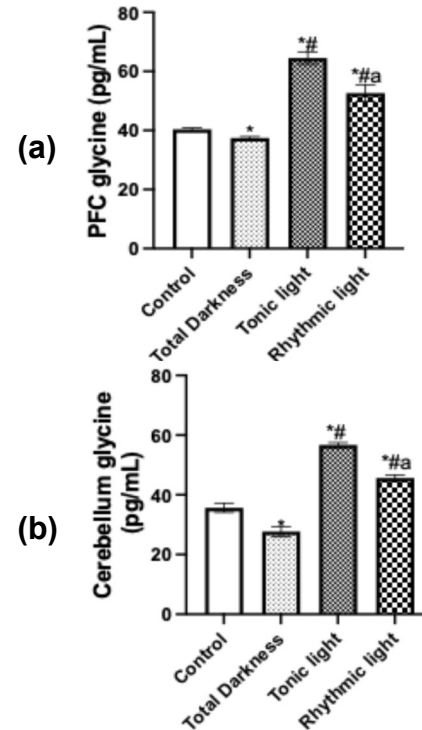 (a)
PFC glycine (pg/mL)
80
60
40
20
0
*
*#
*#a
Control
Total Darkness
Tonic light
Rhythmic light
(b)
Cerebellum glycine
(pg/mL)
80
60
40
20
0
*
*#
*#a
Control
Total Darkness
Tonic light
Rhythmic light